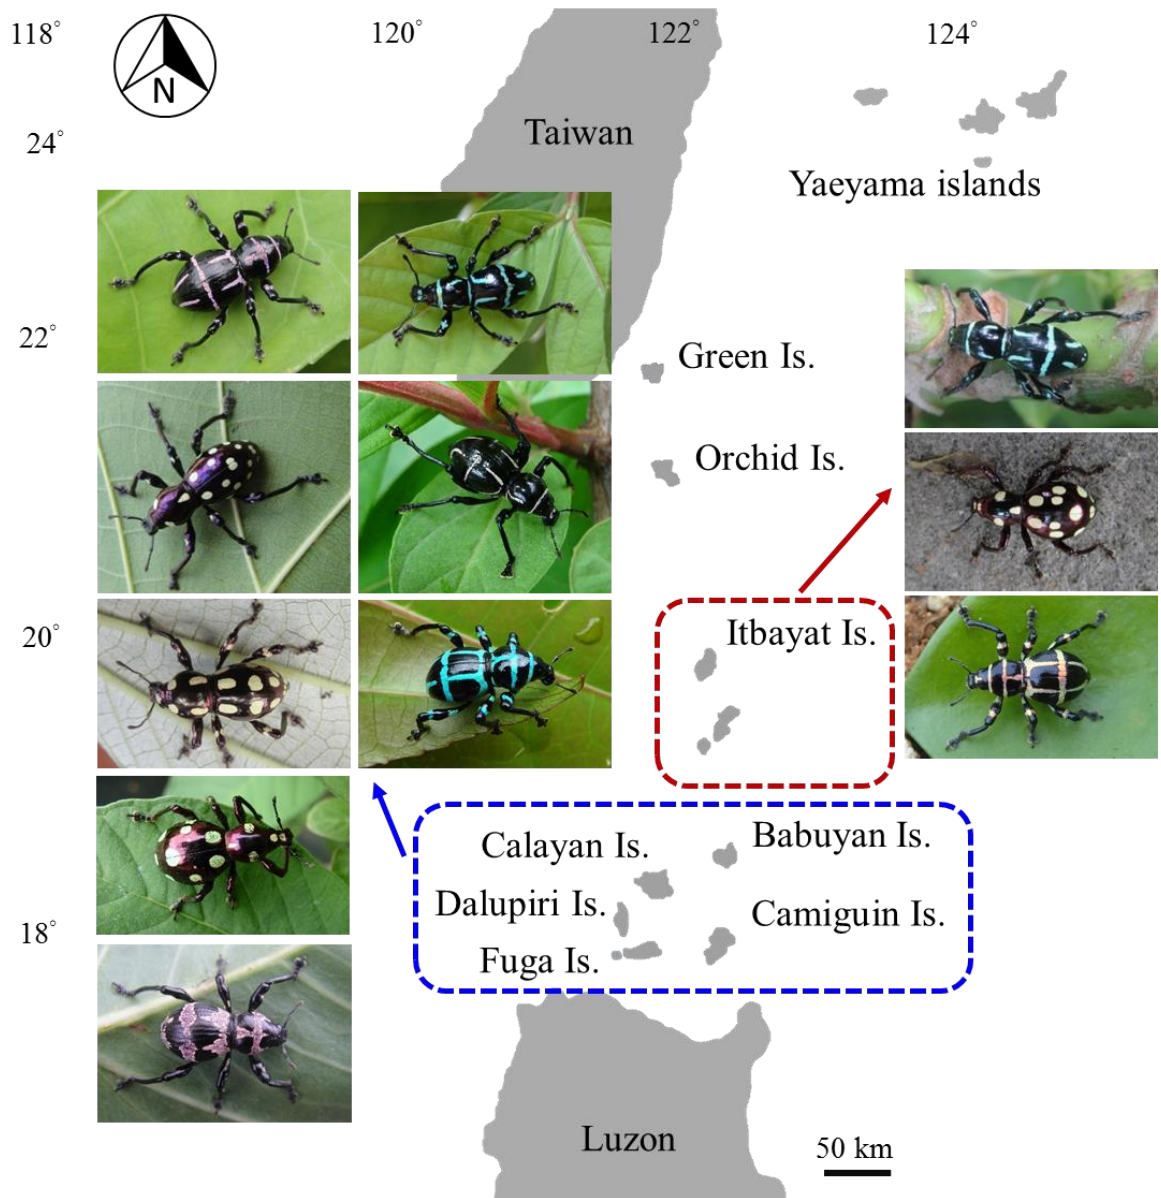 118°
120°
122°
124°
N
Taiwan
24°
Yaeyama islands
22°
Green Is.
Orchid Is.
20°
Itbayat Is.
Calayan Is.
Babuyan Is.
Dalupiri Is.
Camiguin Is.
18°
Fuga Is.
Luzon
50 km